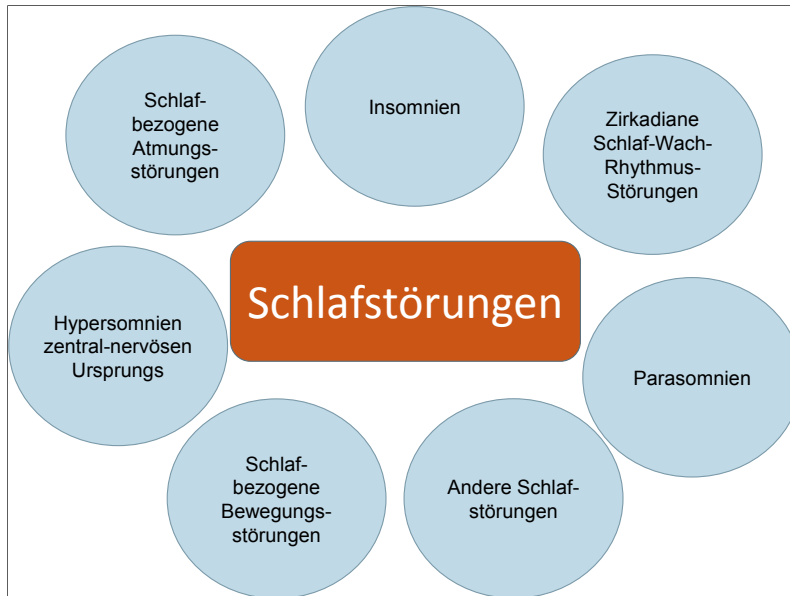 Insomnien
Schlaf-
bezogene
Atmungs-
störungen
Zirkadiane
Schlaf-Wach-
Rhythmus-
Störungen
Schlafstörungen
Hypersomnien
zentral-nervösen
Ursprungs
Parasomnien
Schlaf-
bezogene
Bewegungs-
störungen
Andere Schlaf-
störungen